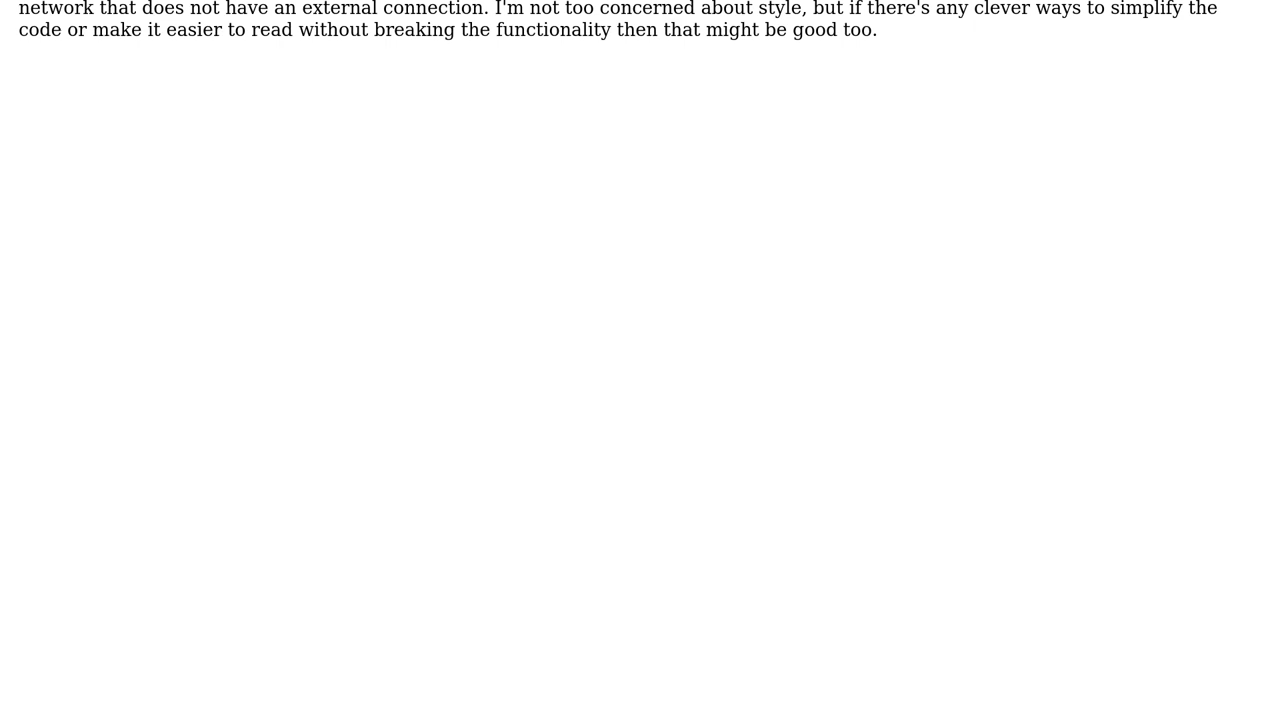 network that does not have an external connection. I'm not too concerned about style, but if there's any clever ways to simplify the
code or make it easier to read without breaking the functionality then that might be good too.